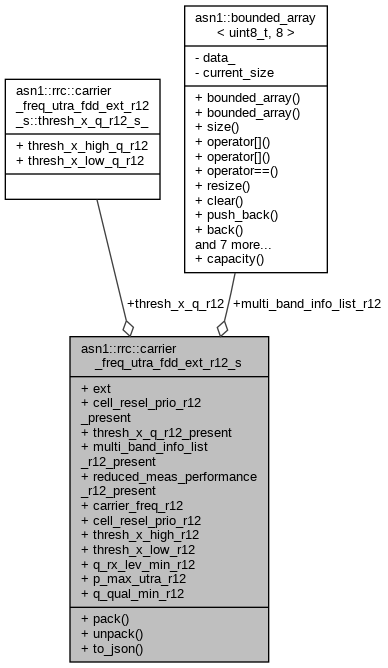 asn1::bounded_array
< uint8_t, 8 >
- data_
- current_size
+ bounded_array()
+ bounded_array()
+ size()
+ operator[]()
+ operator[]()
+ operator==()
+ resize()
+ clear()
+ push_back()
+ back()
and 7 more...
+ capacity()
asn1::rrc::carrier
_freq_utra_fdd_ext_r12
_s::thresh_x_q_r12_s_
+ thresh_x_high_q_r12
+ thresh_x_low_q_r12
+thresh_x_q_r12
+multi_band_info_list_r12
asn1::rrc::carrier
_freq_utra_fdd_ext_r12_s
+ ext
+ cell_resel_prio_r12
_present
+ thresh_x_q_r12_present
+ multi_band_info_list
_r12_present
+ reduced_meas_performance
_r12_present
+ carrier_freq_r12
+ cell_resel_prio_r12
+ thresh_x_high_r12
+ thresh_x_low_r12
+ q_rx_lev_min_r12
+ p_max_utra_r12
+ q_qual_min_r12
+ pack()
+ unpack()
+ to_json()